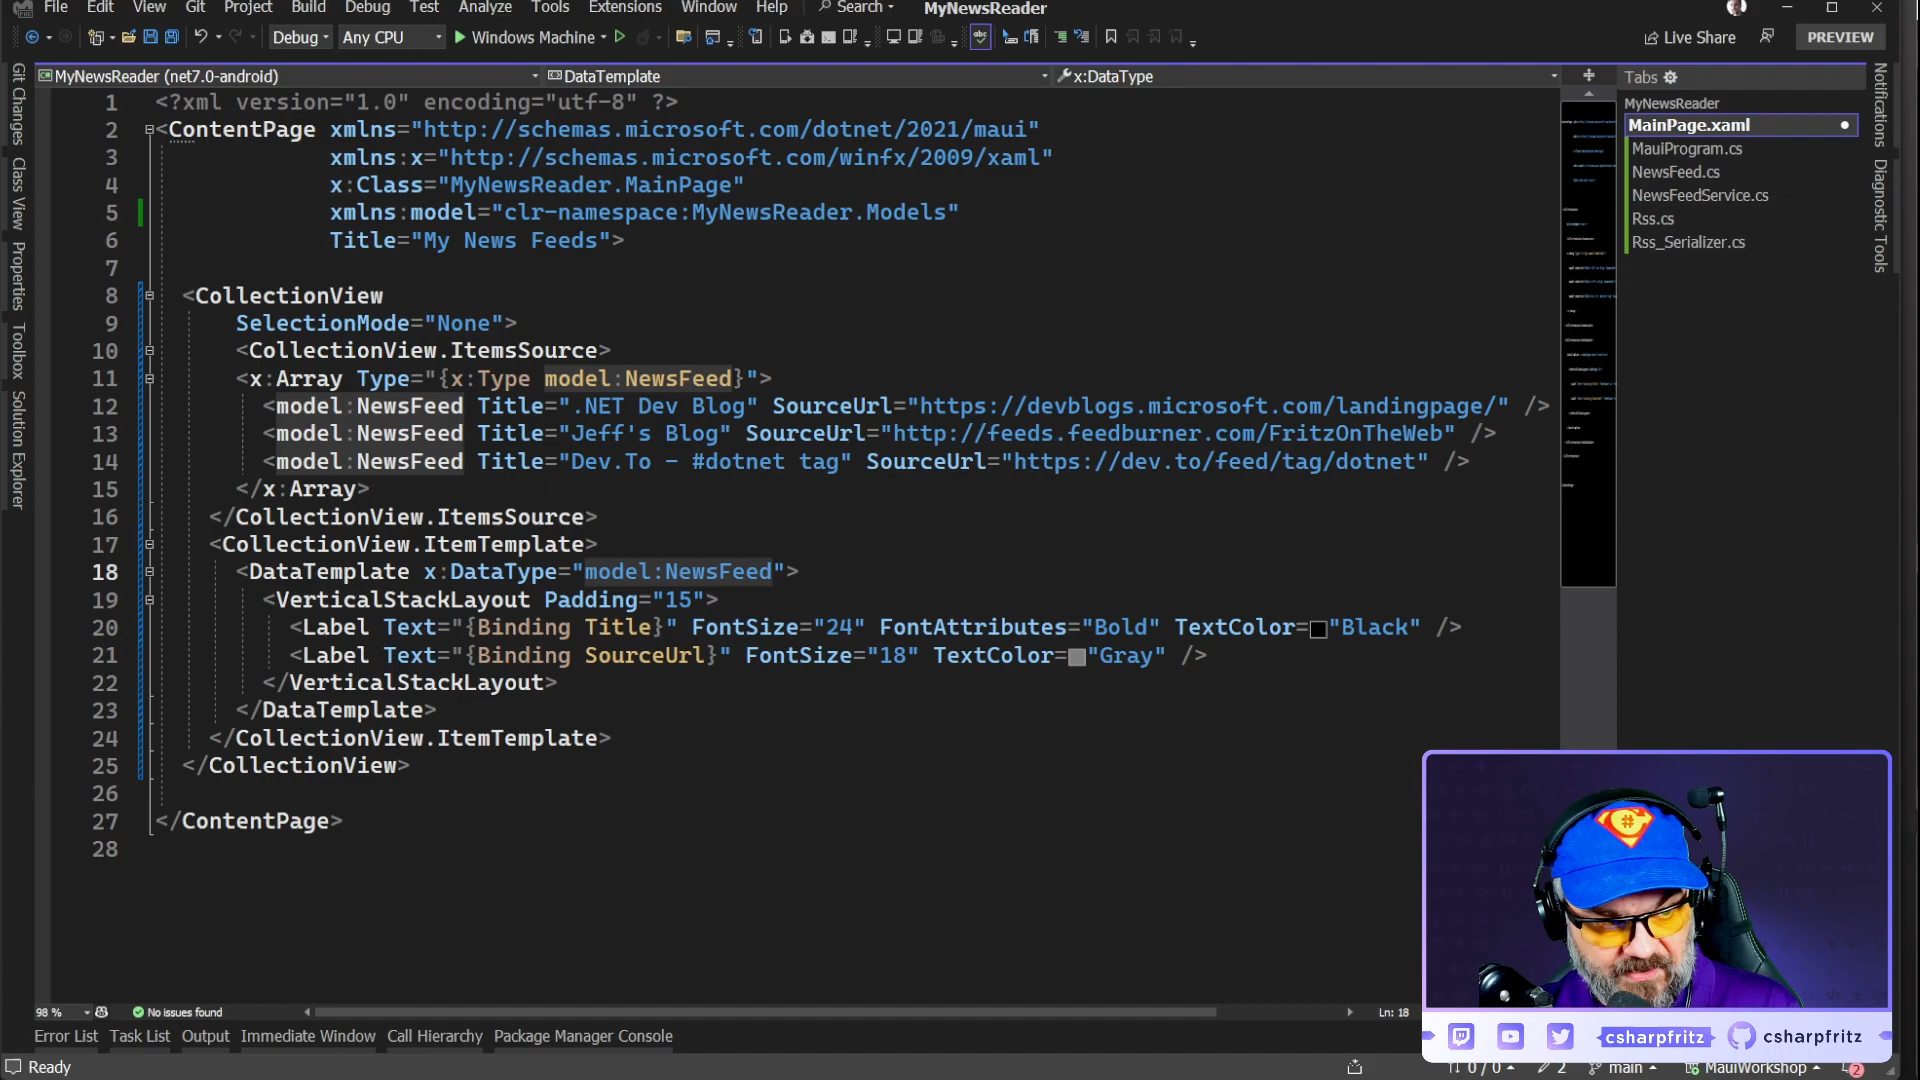 File Edit View Git Project Build Debug Test Analyze Tools Extensions Window Help Search MyNewsReader
Debug Any CPU Windows Machine Live Share PREVIEW
MyNewsReader (net7.0-android) DataTemplate x:DataType Tabs
Git Changes
Class View
Properties
Toolbox
Solution Explorer
1 <?xml version="1.0" encoding="utf-8" ?>
2 <ContentPage xmlns="http://schemas.microsoft.com/dotnet/2021/maui"
3 xmlns:x="http://schemas.microsoft.com/winfx/2009/xaml"
4 x:Class="MyNewsReader.MainPage"
5 xmlns:model="clr-namespace:MyNewsReader.Models"
6 Title="My News Feeds">
7
8 <CollectionView
9 SelectionMode="None">
10 <CollectionView.ItemsSource>
11 <x:Array Type="{x:Type model:NewsFeed}">
12 <model:NewsFeed Title=".NET Dev Blog" SourceUrl="https://devblogs.microsoft.com/landingpage/" />
13 <model:NewsFeed Title="Jeff's Blog" SourceUrl="http://feeds.feedburner.com/FritzOnTheWeb" />
14 <model:NewsFeed Title="Dev.To - #dotnet tag" SourceUrl="https://dev.to/feed/tag/dotnet" />
15 </x:Array>
16 </CollectionView.ItemsSource>
17 <CollectionView.ItemTemplate>
18 <DataTemplate x:DataType="model:NewsFeed">
19 <VerticalStackLayout Padding="15">
20 <Label Text="{Binding Title}" FontSize="24" FontAttributes="Bold" TextColor="Black" />
21 <Label Text="{Binding SourceUrl}" FontSize="18" TextColor="Gray" />
22 </VerticalStackLayout>
23 </DataTemplate>
24 </CollectionView.ItemTemplate>
25 </CollectionView>
26
27 </ContentPage>
28
MyNewsReader
MainPage.xaml
MauiProgram.cs
NewsFeed.cs
NewsFeedService.cs
Rss.cs
Rss_Serializer.cs
Notifications
Diagnostic Tools
98 % No issues found Ln: 18
Error List Task List Output Immediate Window Call Hierarchy Package Manager Console
csharpfritz csharpfritz
Ready 0 / 0 2 main MauiWorkshop 2